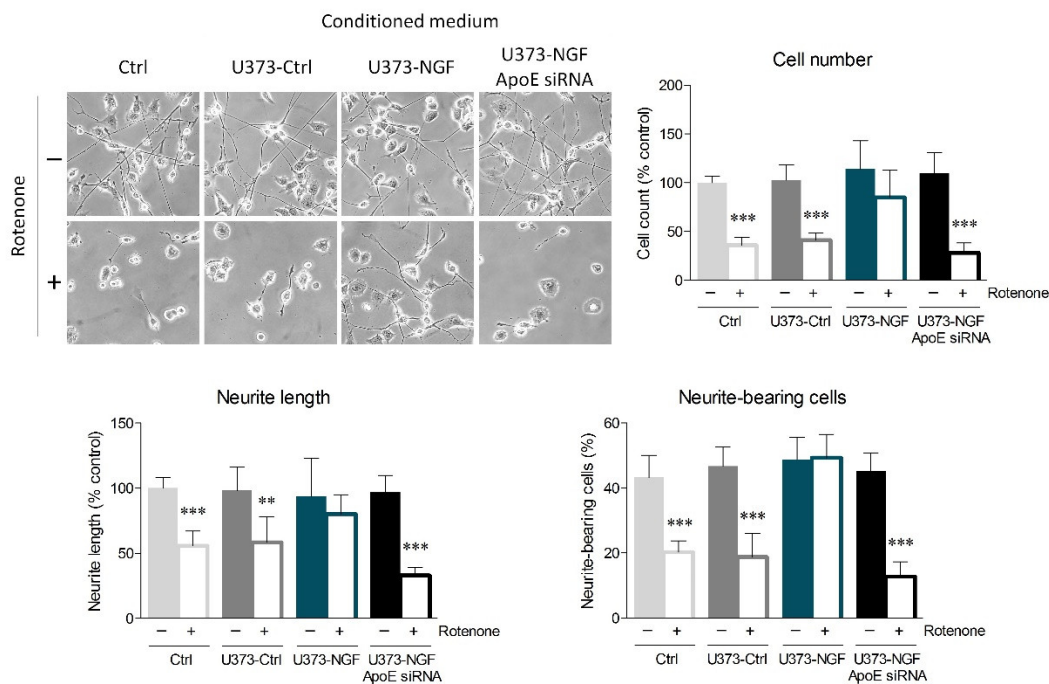 Conditioned medium
Ctrl
U373-Ctrl
U373-NGF
U373-NGF
ApoE siRNA
Rotenone
–
+
Cell number
Cell count (% control)
200
150
100
50
0
***
***
***
– + – + – + – + Rotenone
Ctrl U373-Ctrl U373-NGF U373-NGF
ApoE siRNA
Neurite length
Neurite length (% control)
150
100
50
0
***
**
***
– + – + – + – + Rotenone
Ctrl U373-Ctrl U373-NGF U373-NGF
ApoE siRNA
Neurite-bearing cells
Neurite-bearing cells (%)
60
40
20
0
***
***
***
– + – + – + – + Rotenone
Ctrl U373-Ctrl U373-NGF U373-NGF
ApoE siRNA